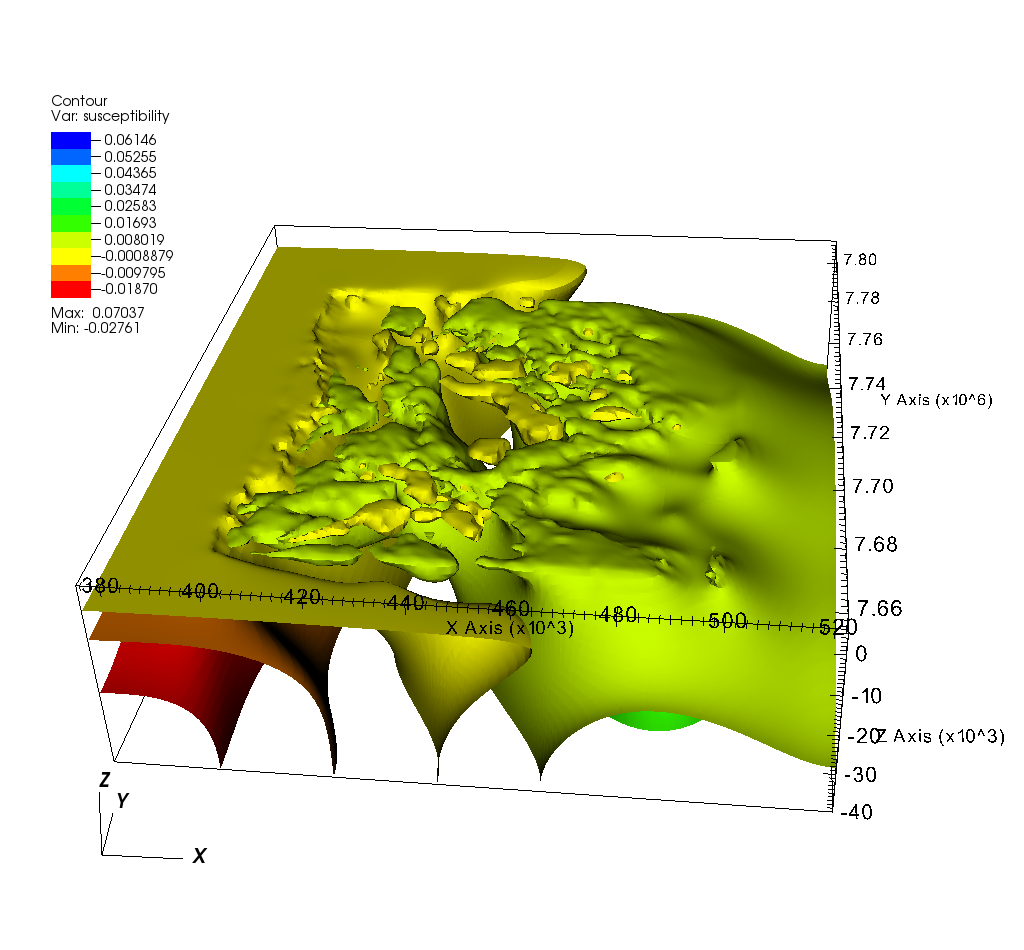 Contour
Var: susceptibility
0.06146
0.05255
0.04365
0.03474
0.02583
0.01693
0.008019
-0.0008879
-0.009795
-0.01870
Max: 0.07037
Min: -0.02761
7.80
7.78
7.76
7.74
Y Axis (x10^6)
7.72
7.70
7.68
7.66
380 400 420 440 460 480 500 520
X Axis (x10^3)
0
-10
-20
Z Axis (x10^3)
-30
-40
Z
Y
X